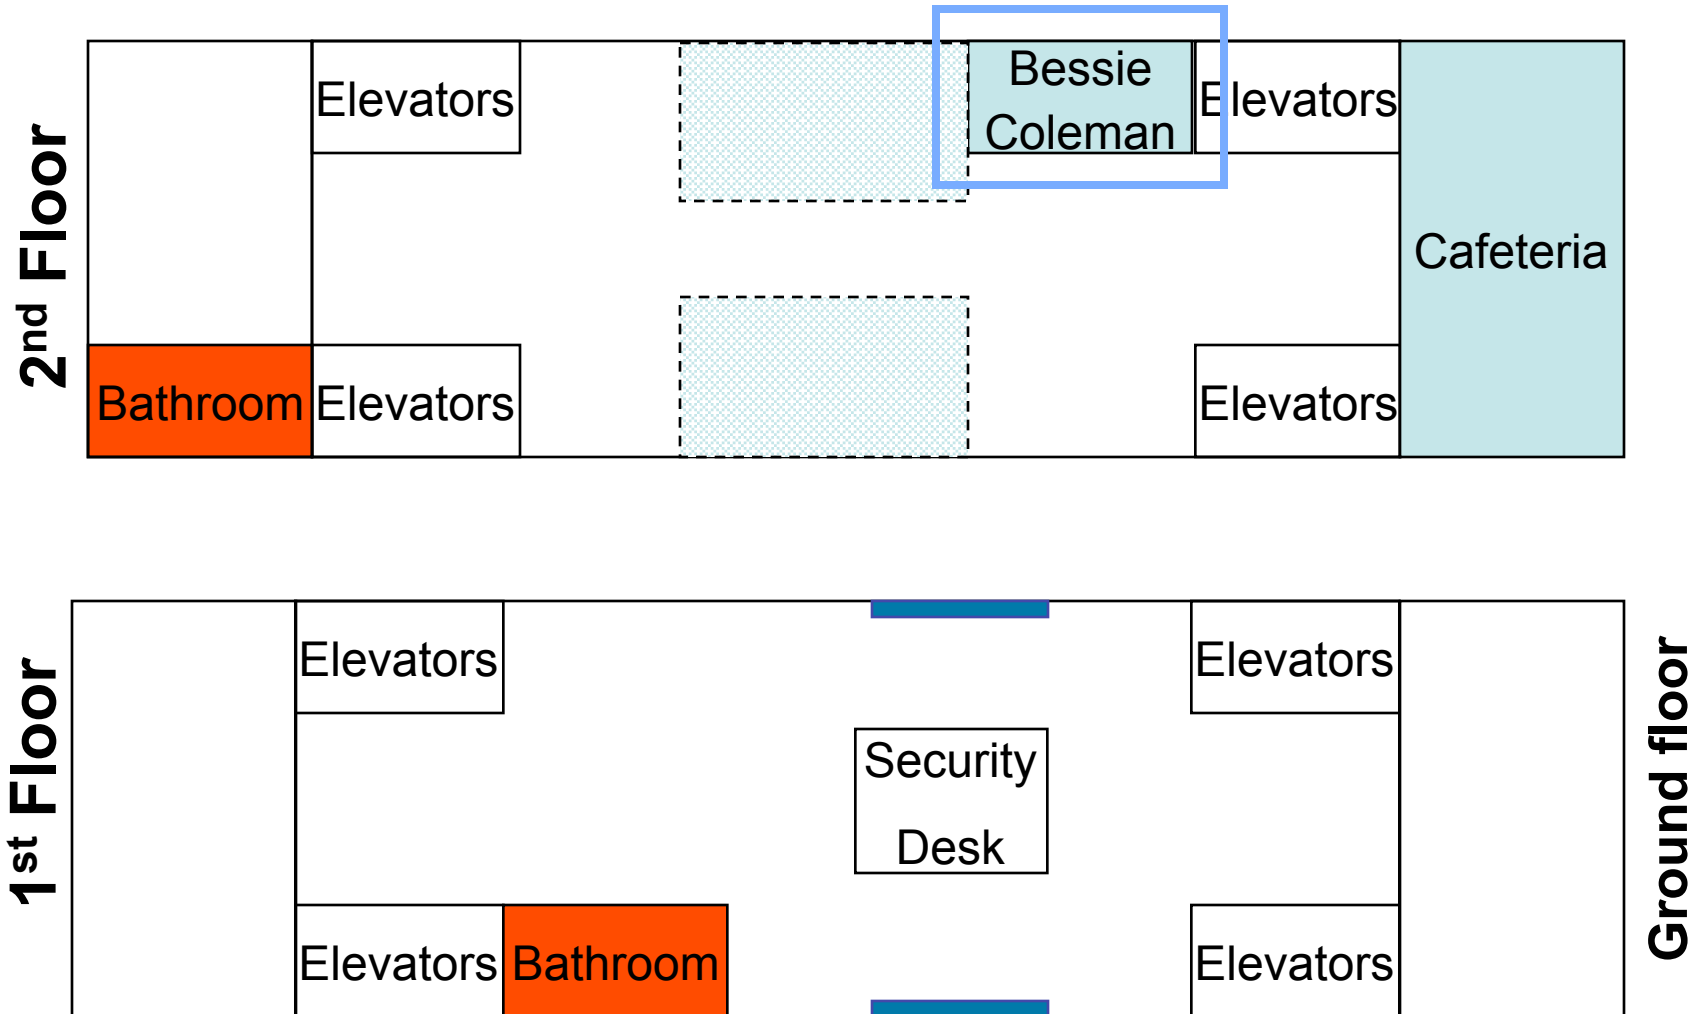 2nd Floor
Elevators
Bessie
Coleman
Elevators
Cafeteria
Bathroom
Elevators
Elevators
1st Floor
Elevators
Elevators
Security
Desk
Ground floor
Elevators
Bathroom
Elevators